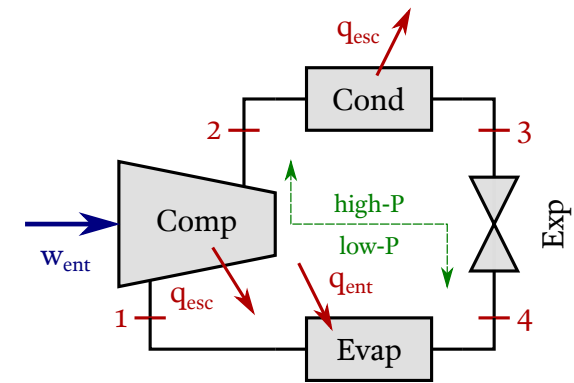 q_esc
Cond
2
3
high-P
low-P
Comp
w_ent
Exp
q_esc
q_ent
1
4
Evap